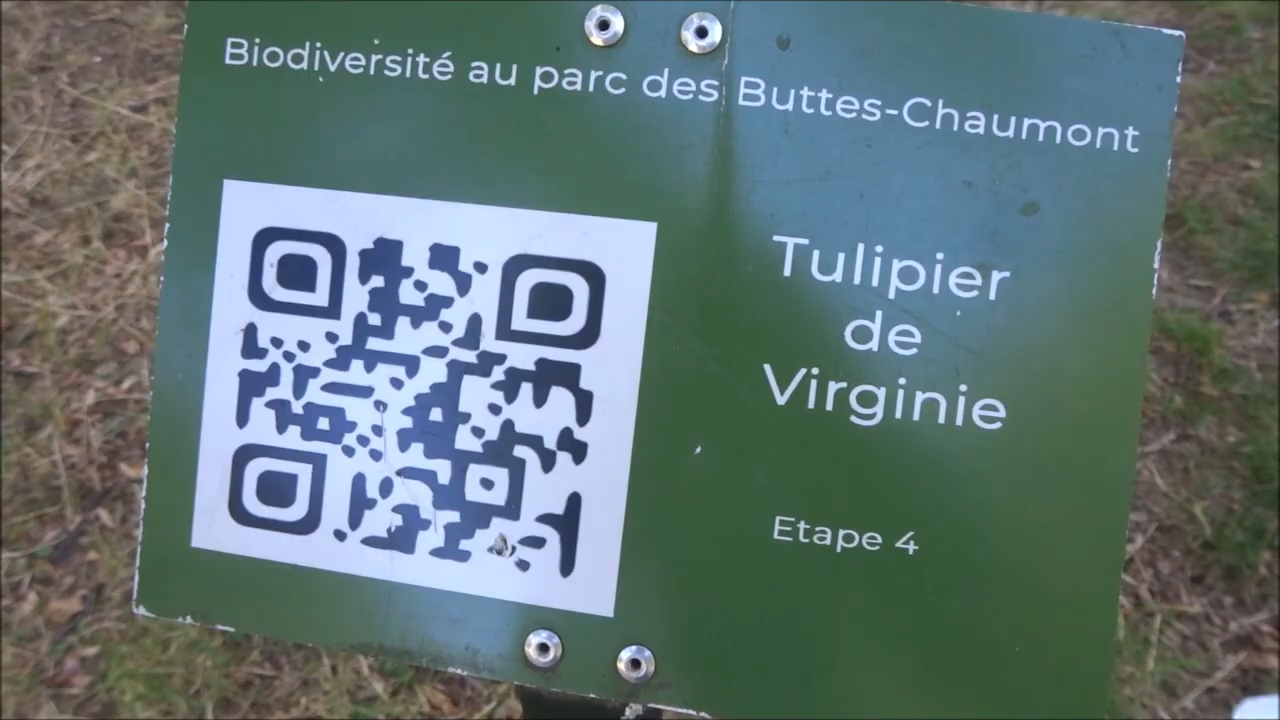 Biodiversité au parc des Buttes-Chaumont
Tulipier
de
Virginie
Etape 4